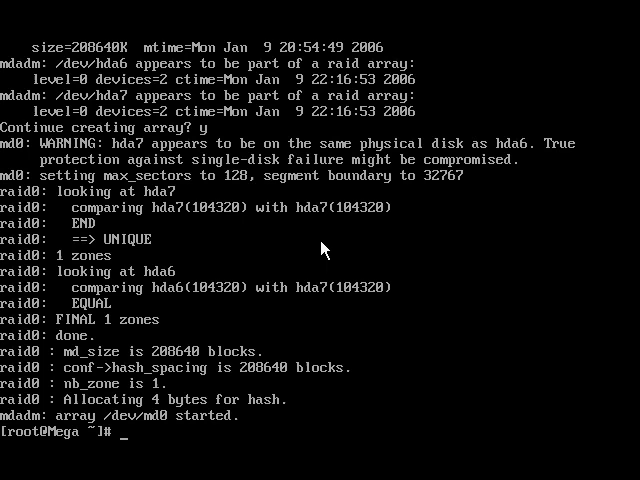 size=208640K  mtime=Mon Jan  9 20:54:49 2006
mdadm: /dev/hda6 appears to be part of a raid array:
    level=0 devices=2 ctime=Mon Jan  9 22:16:53 2006
mdadm: /dev/hda7 appears to be part of a raid array:
    level=0 devices=2 ctime=Mon Jan  9 22:16:53 2006
Continue creating array? y
md0: WARNING: hda7 appears to be on the same physical disk as hda6. True
     protection against single-disk failure might be compromised.
md0: setting max_sectors to 128, segment boundary to 32767
raid0: looking at hda7
raid0:   comparing hda7(104320) with hda7(104320)
raid0:   END
raid0:   ==> UNIQUE
raid0: 1 zones
raid0: looking at hda6
raid0:   comparing hda6(104320) with hda7(104320)
raid0:   EQUAL
raid0: FINAL 1 zones
raid0: done.
raid0 : md_size is 208640 blocks.
raid0 : conf->hash_spacing is 208640 blocks.
raid0 : nb_zone is 1.
raid0 : Allocating 4 bytes for hash.
mdadm: array /dev/md0 started.
[root@Mega ~]# _